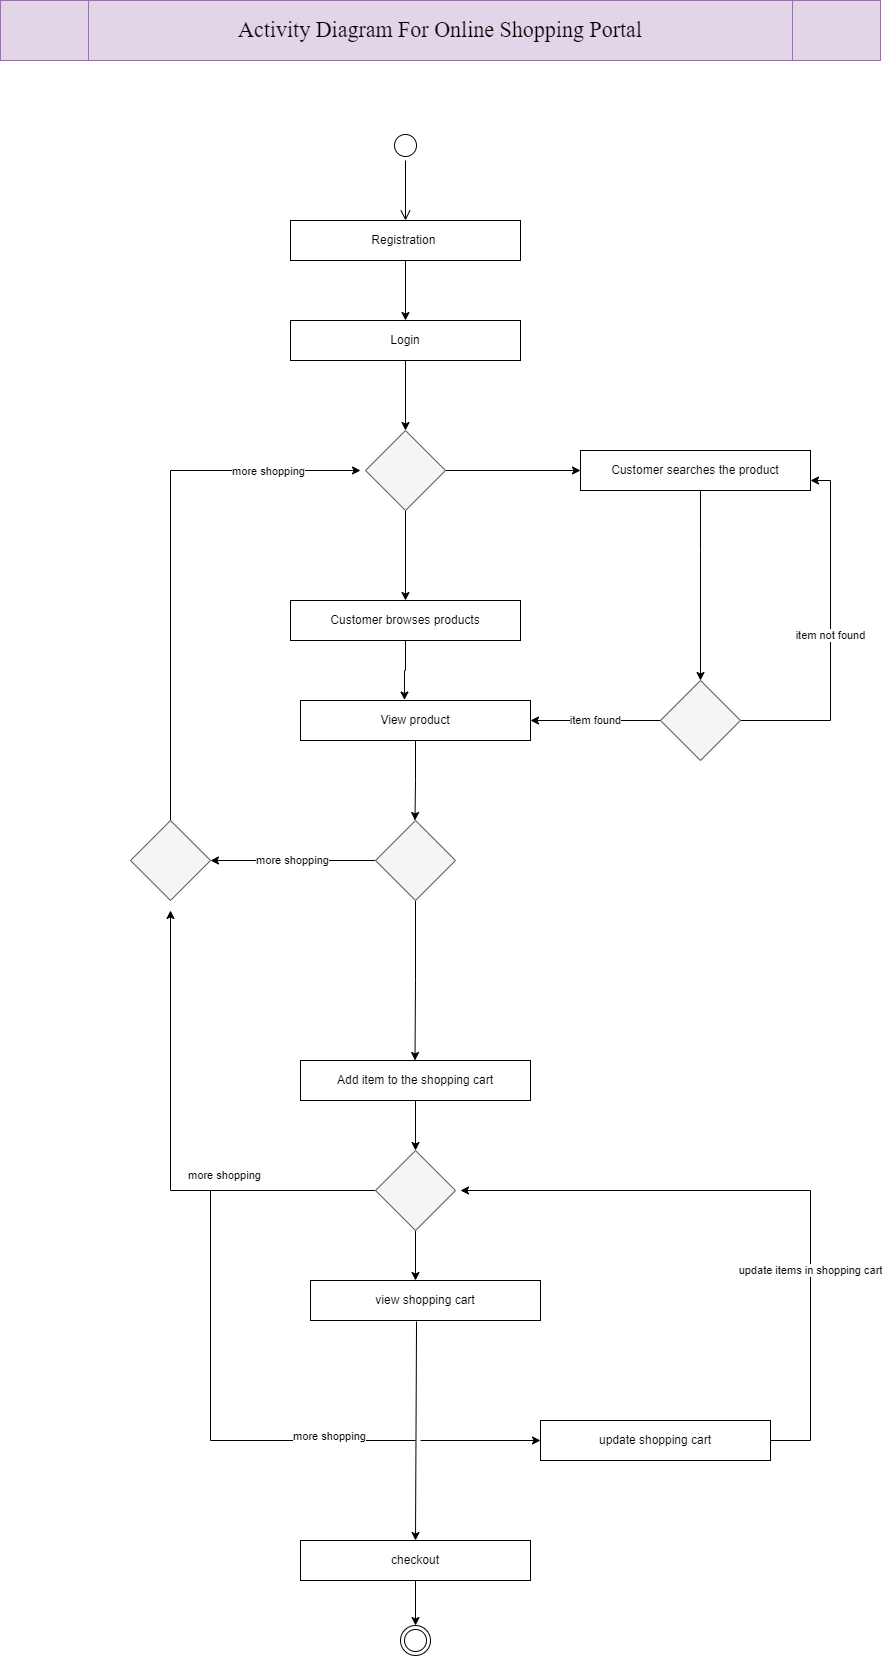 Activity Diagram For Online Shopping Portal
Registration
Login
more shopping
Customer searches the product
Customer browses products
item not found
View product
item found
more shopping
Add item to the shopping cart
more shopping
update items in shopping cart
view shopping cart
more shopping
update shopping cart
checkout